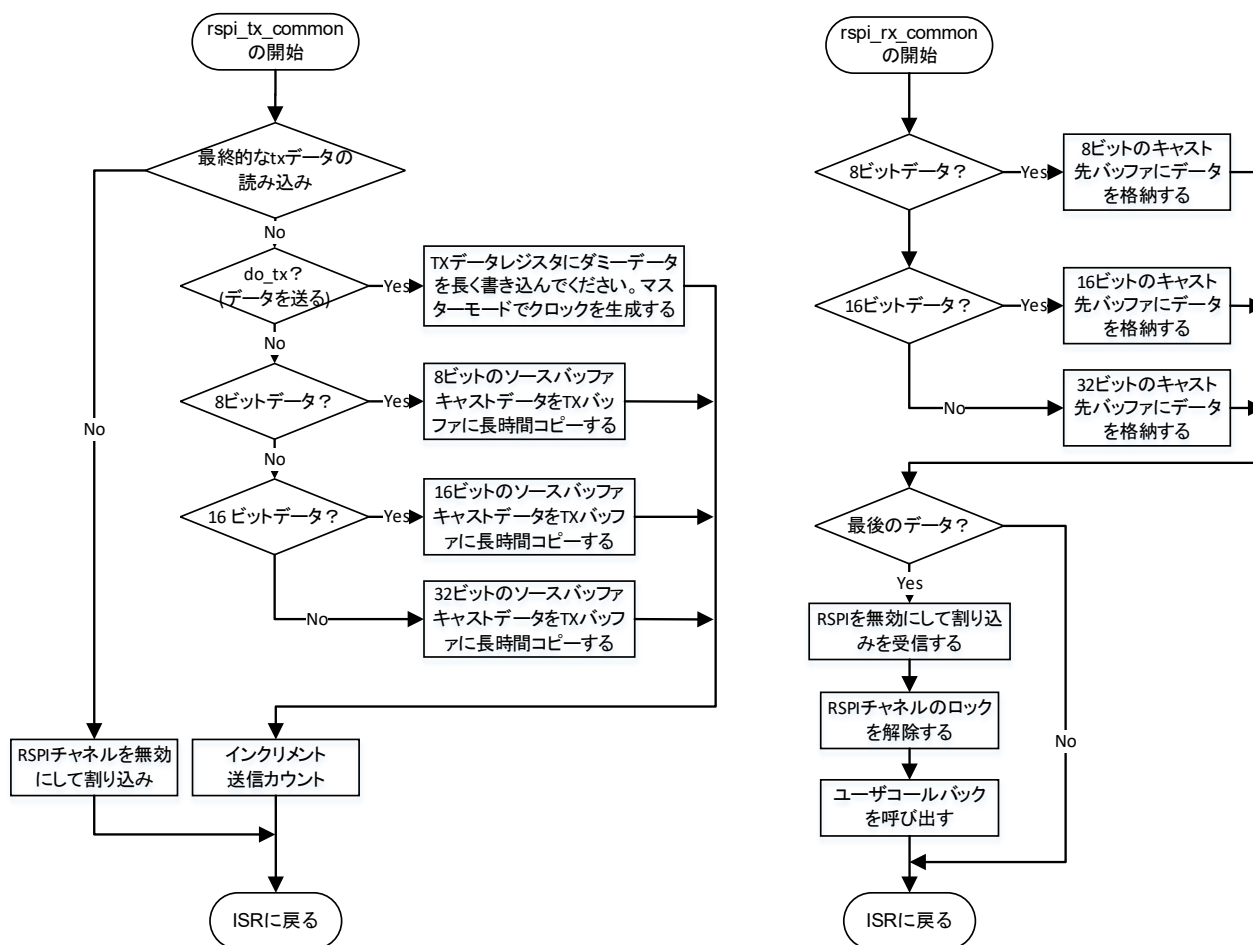 rspi_tx_common
の開始
最終的なtxデータの
読み込み
No
do_tx？
(データを送る)
Yes
TXデータレジスタにダミーデータ
を長く書き込んでください。マス
ターモードでクロックを生成する
No
8ビットデータ？
Yes
8ビットのソースバッファ
キャストデータをTXバッ
ファに長時間コピーする
No
No
16 ビットデータ？
Yes
16ビットのソースバッファ
キャストデータをTXバッフ
ァに長時間コピーする
No
32ビットのソースバッファ
キャストデータをTXバッフ
ァに長時間コピーする
RSPIチャネルを無効
にして割り込み
インクリメント
送信カウント
ISRに戻る
rspi_rx_common
の開始
8ビットデータ？
Yes
8ビットのキャスト
先バッファにデータ
を格納する
16ビットデータ？
Yes
16ビットのキャスト
先バッファにデータ
を格納する
No
32ビットのキャスト
先バッファにデータ
を格納する
最後のデータ？
Yes
RSPIを無効にして割り込
みを受信する
RSPIチャネルのロック
を解除する
No
ユーザコールバック
を呼び出す
ISRに戻る